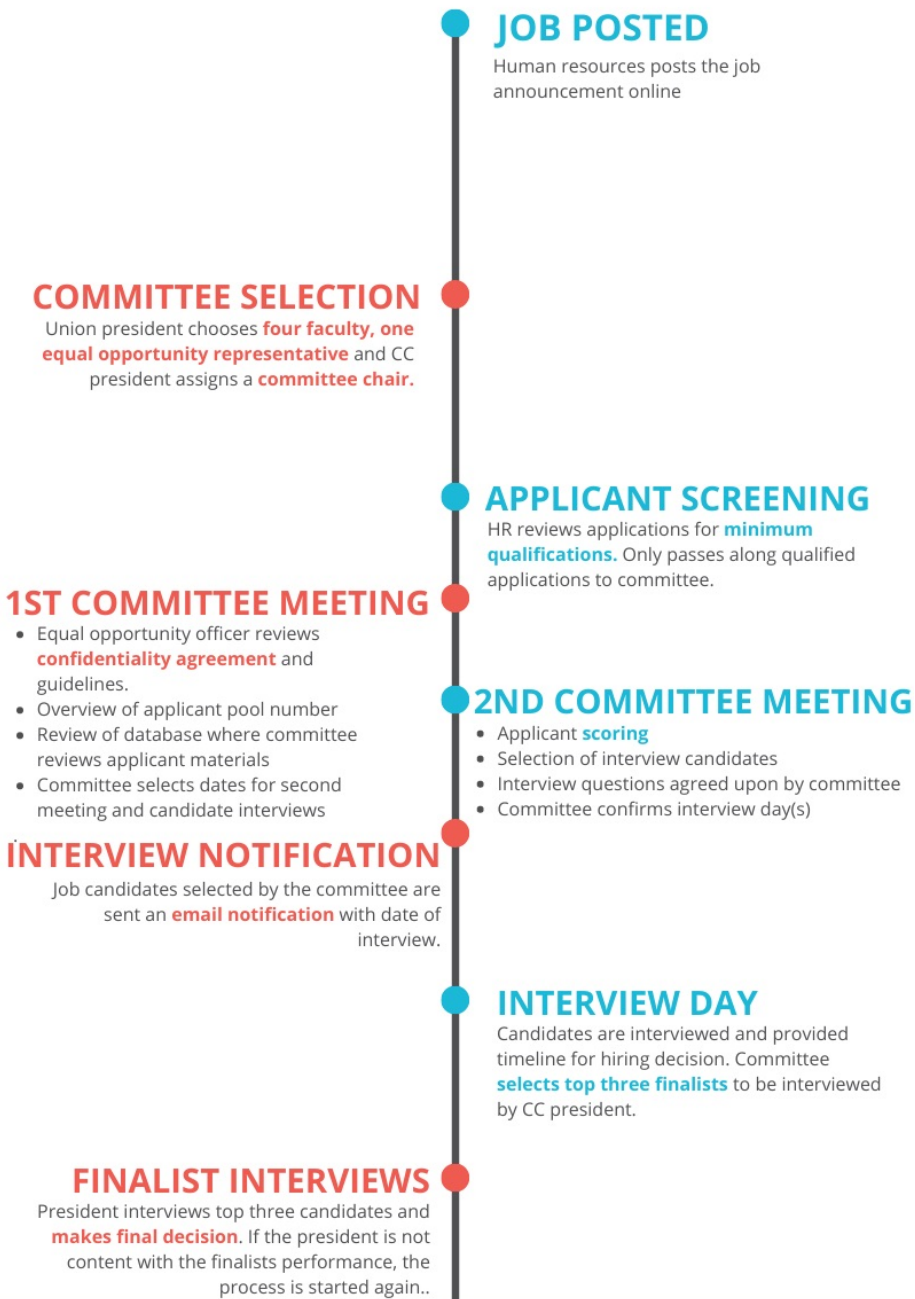 JOB POSTED
Human resources posts the job
announcement online
COMMITTEE SELECTION
Union president chooses four faculty, one
equal opportunity representative and CC
president assigns a committee chair.
APPLICANT SCREENING
HR reviews applications for minimum
qualifications. Only passes along qualified
applications to committee.
1ST COMMITTEE MEETING
• Equal opportunity officer reviews
confidentiality agreement and
guidelines.
• Overview of applicant pool number
• Review of database where committee
reviews applicant materials
• Committee selects dates for second
meeting and candidate interviews
2ND COMMITTEE MEETING
• Applicant scoring
• Selection of interview candidates
• Interview questions agreed upon by committee
• Committee confirms interview day(s)
INTERVIEW NOTIFICATION
Job candidates selected by the committee are
sent an email notification with date of
interview.
INTERVIEW DAY
Candidates are interviewed and provided
timeline for hiring decision. Committee
selects top three finalists to be interviewed
by CC president.
FINALIST INTERVIEWS
President interviews top three candidates and
makes final decision. If the president is not
content with the finalists performance, the
process is started again..